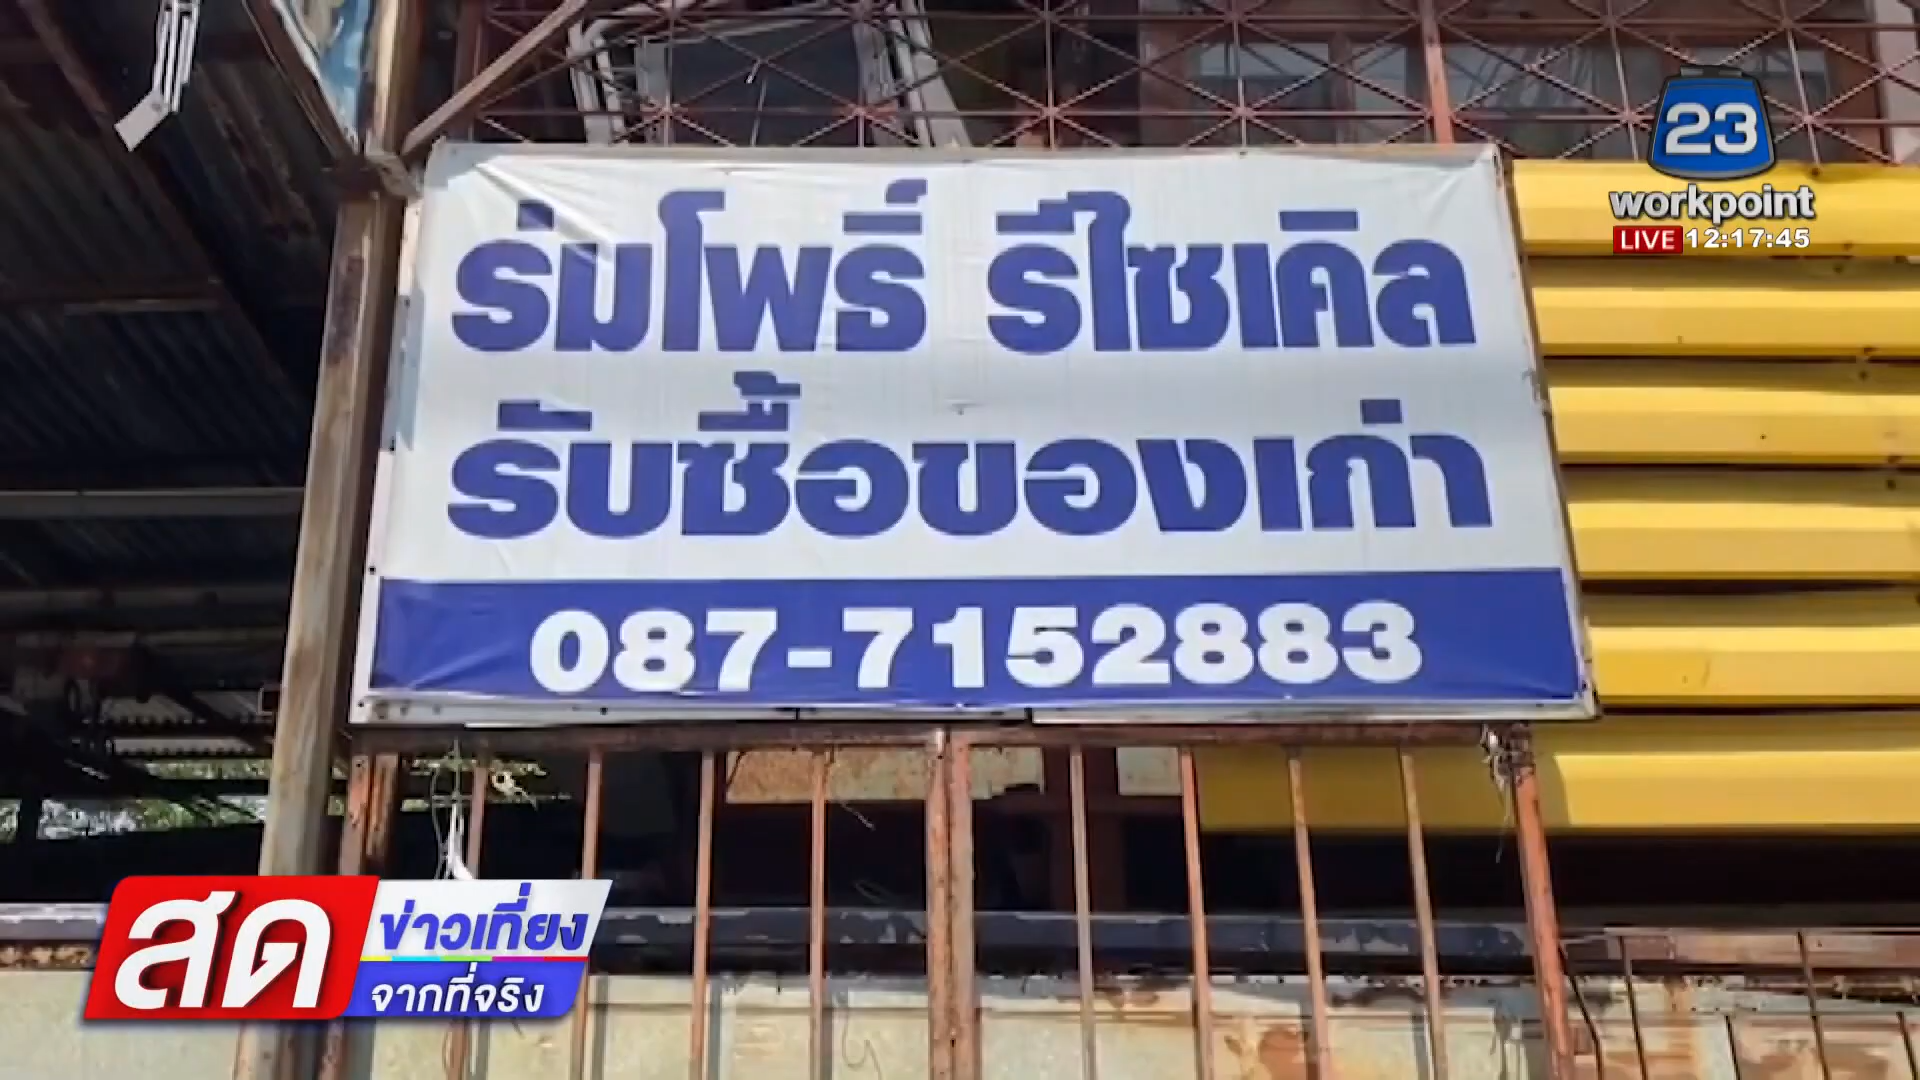 23
workpoint
LIVE 12:17:45
ร่มโพธิ์ รีไซเคิล
รับซื้อของเก่า
087-7152883
สด
ข่าวเที่ยง
จากที่จริง